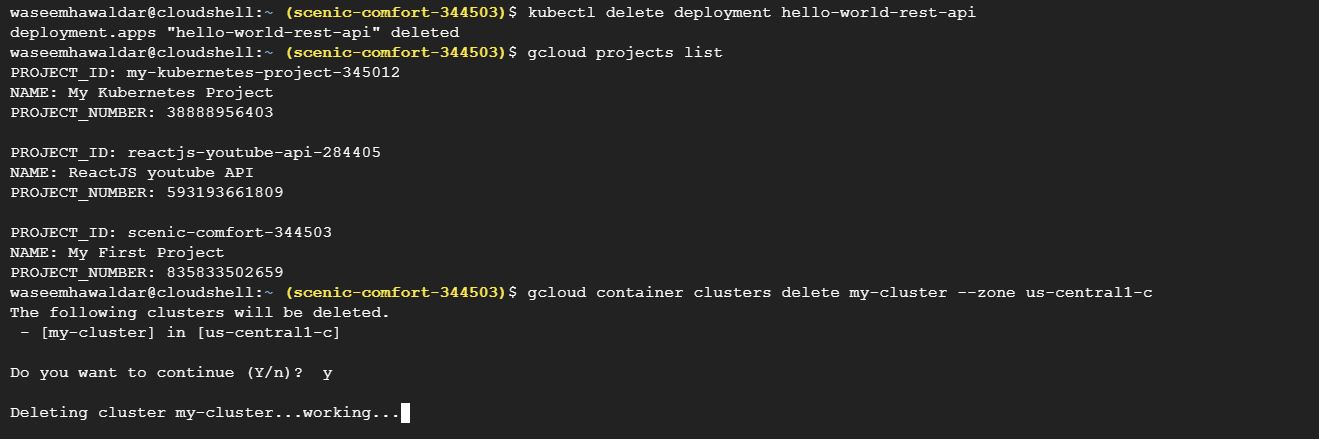 waseemhawaldar@cloudshell:~ (scenic-comfort-344503)$ kubectl delete deployment hello-world-rest-api
deployment.apps "hello-world-rest-api" deleted
waseemhawaldar@cloudshell:~ (scenic-comfort-344503)$ gcloud projects list
PROJECT_ID: my-kubernetes-project-345012
NAME: My Kubernetes Project
PROJECT_NUMBER: 38888956403

PROJECT_ID: reactjs-youtube-api-284405
NAME: ReactJS youtube API
PROJECT_NUMBER: 593193661809

PROJECT_ID: scenic-comfort-344503
NAME: My First Project
PROJECT_NUMBER: 835833502659
waseemhawaldar@cloudshell:~ (scenic-comfort-344503)$ gcloud container clusters delete my-cluster --zone us-central1-c
The following clusters will be deleted.
 - [my-cluster] in [us-central1-c]

Do you want to continue (Y/n)?  y

Deleting cluster my-cluster...working...